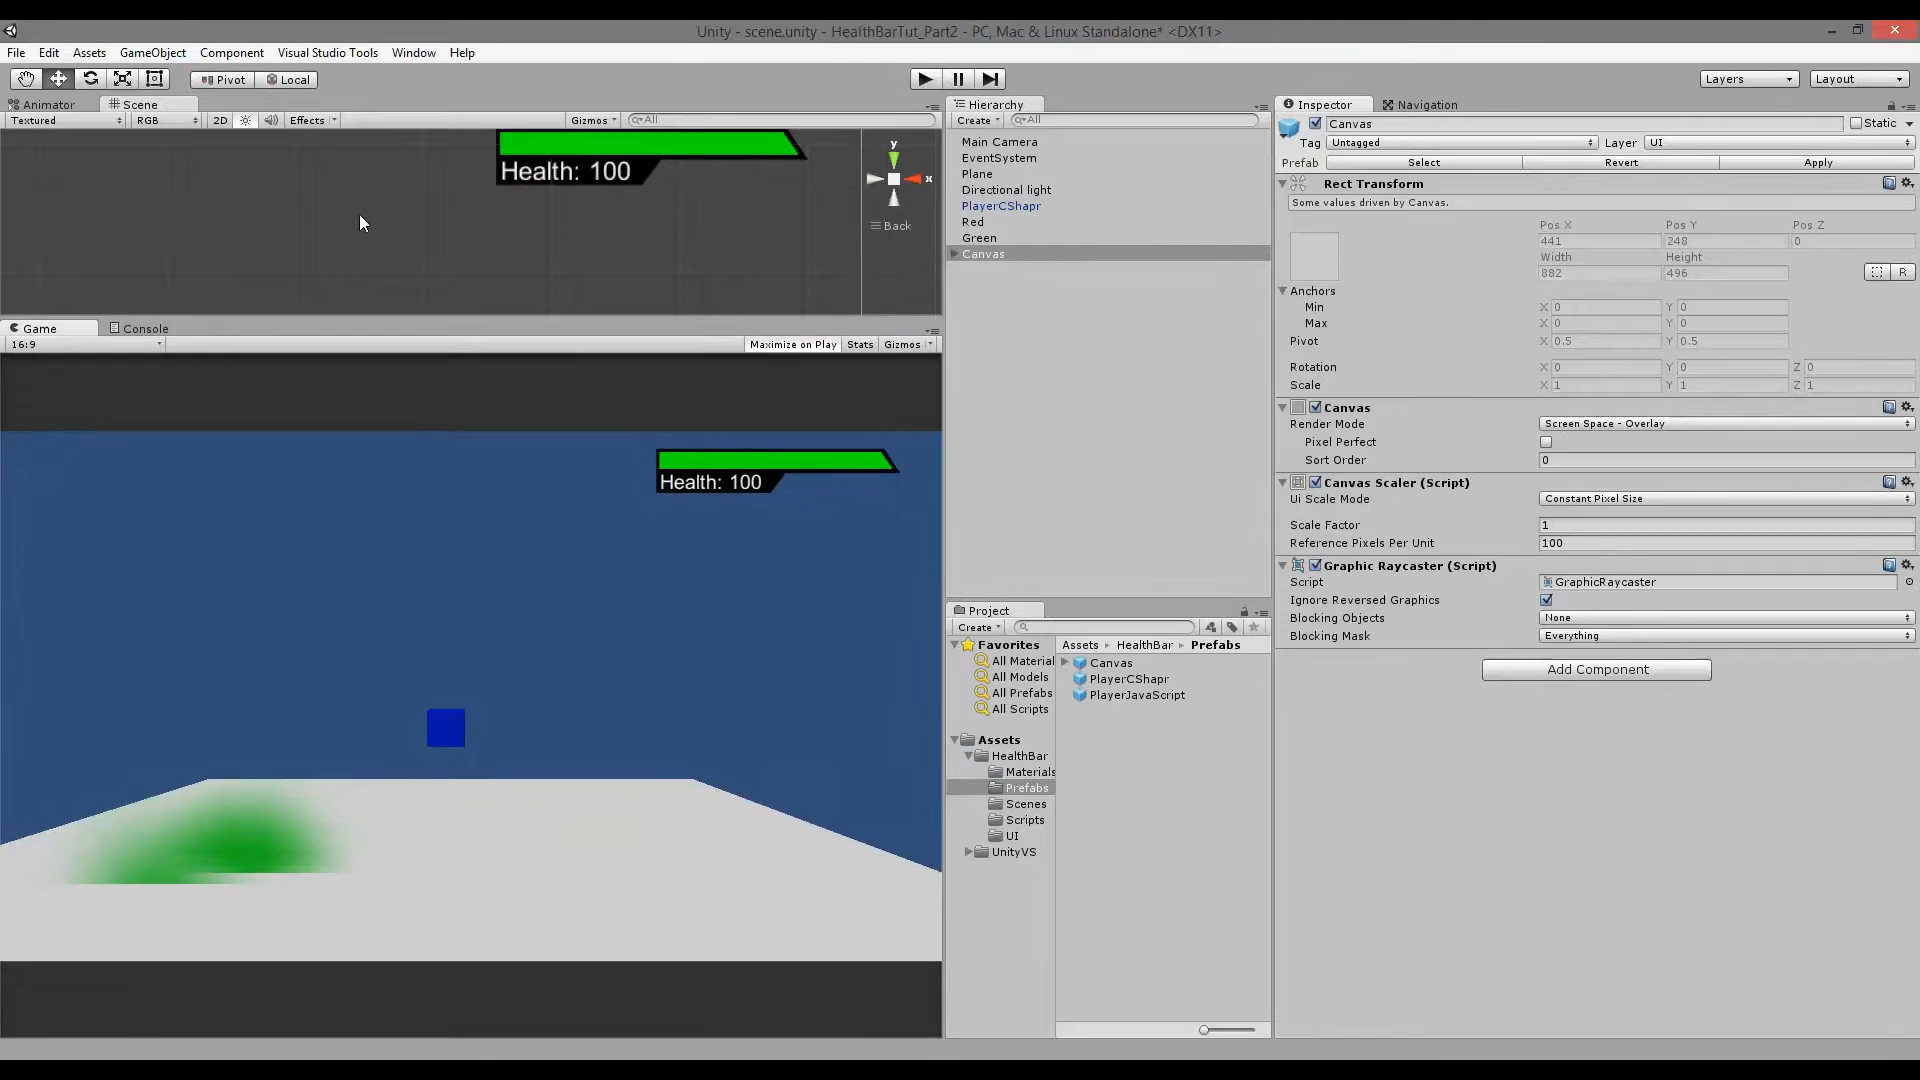 Unity - scene.unity - HealthBarTut_Part2 - PC, Mac & Linux Standalone* <DX11>
File Edit Assets GameObject Component Visual Studio Tools Window Help
Pivot Local Layers Layout
Animator Scene
Textured RGB 2D Effects Gizmos All
Health: 100
y
x
Back
Game Console
16:9 Maximize on Play Stats Gizmos
Health: 100
Hierarchy
Create All
Main Camera
EventSystem
Plane
Directional light
PlayerCShapr
Red
Green
Canvas
Project
Create
Favorites
All Material
All Models
All Prefabs
All Scripts
Assets
HealthBar
Materials
Prefabs
Scenes
Scripts
UI
UnityVS
Assets HealthBar Prefabs
Canvas
PlayerCShapr
PlayerJavaScript
Inspector Navigation
Canvas Static
Tag Untagged Layer UI
Prefab Select Revert Apply
Rect Transform
Some values driven by Canvas.
Pos X Pos Y Pos Z
441 248 0
Width Height
882 496 R
Anchors
Min X 0 Y 0
Max X 0 Y 0
Pivot X 0.5 Y 0.5
Rotation X 0 Y 0 Z 0
Scale X 1 Y 1 Z 1
Canvas
Render Mode Screen Space - Overlay
Pixel Perfect
Sort Order 0
Canvas Scaler (Script)
Ui Scale Mode Constant Pixel Size
Scale Factor 1
Reference Pixels Per Unit 100
Graphic Raycaster (Script)
Script GraphicRaycaster
Ignore Reversed Graphics
Blocking Objects None
Blocking Mask Everything
Add Component